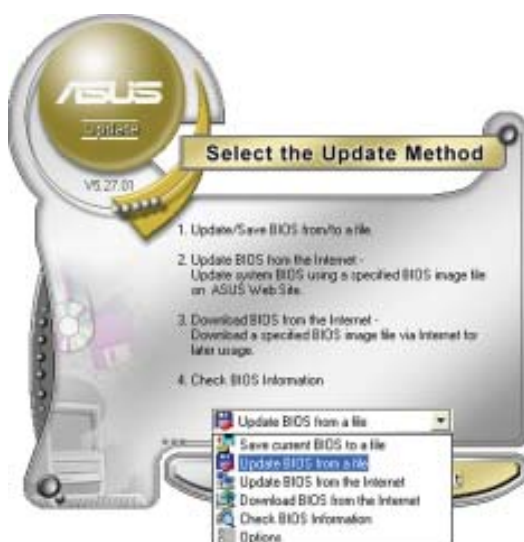 ASUS
Update
V5.27.01
Select the Update Method
1. Update/Save BIOS from/to a file
2. Update BIOS from the Internet -
Update system BIOS using a specified BIOS image file
on ASUS Web Site.
3. Download BIOS from the Internet -
Download a specified BIOS image file via Internet for
later usage.
4. Check BIOS Information
Update BIOS from a file
Save current BIOS to a file
Update BIOS from a file
Update BIOS from the Internet
Download BIOS from the Internet
Check BIOS Information
Options